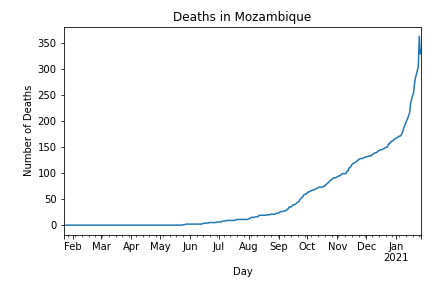 Deaths in Mozambique
350
300
250
200
150
100
50
0
Number of Deaths
Feb Mar Apr May Jun Jul Aug Sep Oct Nov Dec Jan
2021
Day